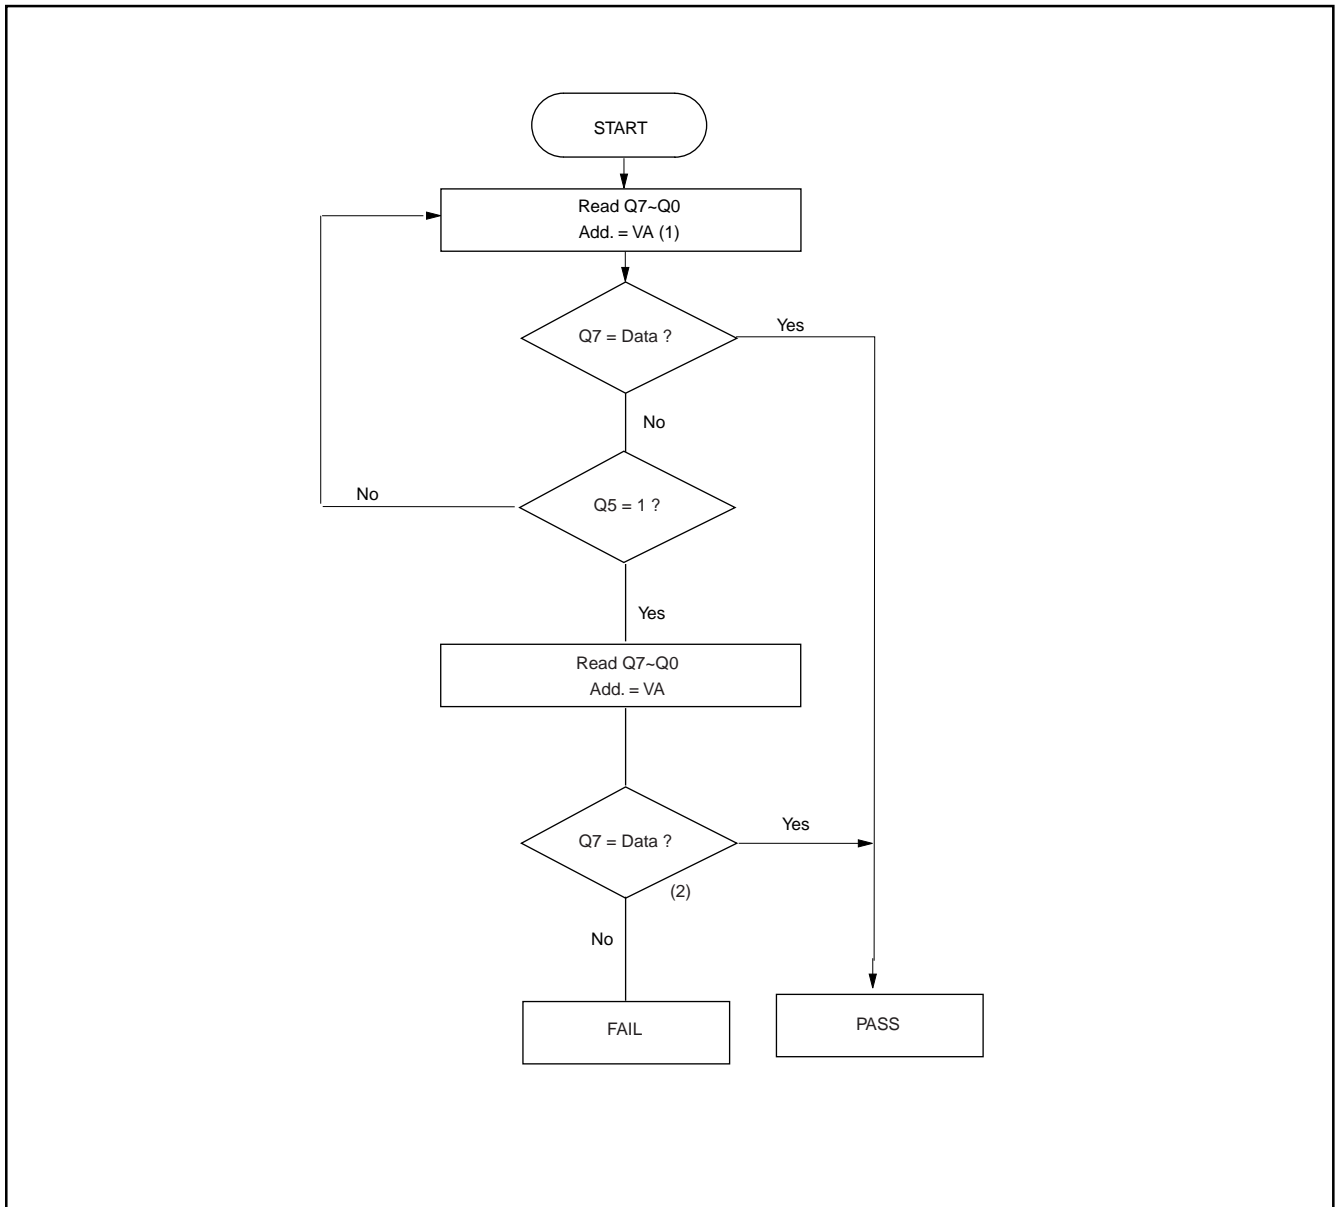 START
Read Q7~Q0
Add. = VA (1)
Q7 = Data ?
Yes
No
Q5 = 1 ?
No
Yes
Read Q7~Q0
Add. = VA
Q7 = Data ?
Yes
(2)
No
FAIL
PASS